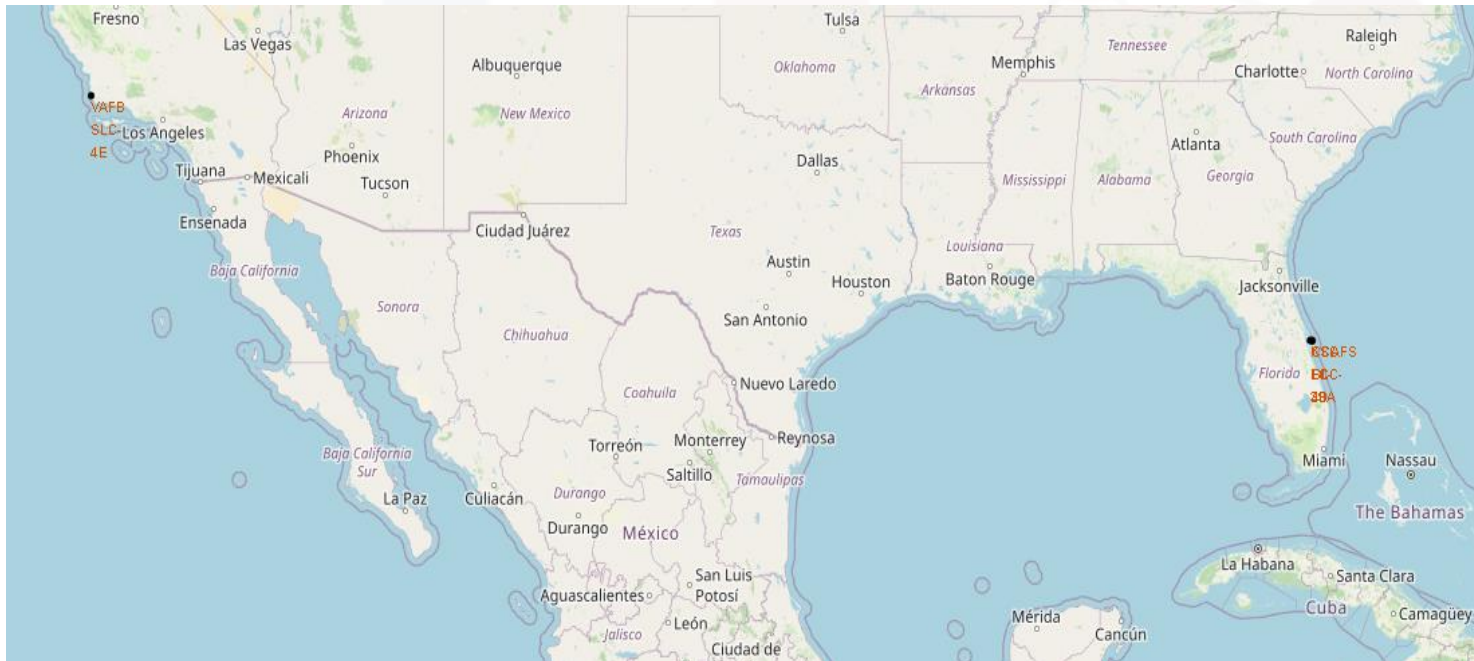 Fresno
Las Vegas
Tulsa
Raleigh
Albuquerque
Oklahoma
Memphis
Tennessee
Charlotte
North Carolina
VAFB
SLC-
4E
Los Angeles
Arizona
New Mexico
Arkansas
Atlanta
South Carolina
Phoenix
Dallas
Tijuana
Mexicali
Tucson
Mississippi
Alabama
Georgia
Ensenada
Ciudad Juárez
Texas
Louisiana
Baja California
Austin
Houston
Baton Rouge
Jacksonville
Sonora
Chihuahua
San Antonio
Florida
Coahuila
Nuevo Laredo
Torreón
Monterrey
Reynosa
Baja California
Sur
Saltillo
Tamaulipas
Miami
Nassau
La Paz
Culiacán
Durango
Durango
México
The Bahamas
La Habana
Santa Clara
San Luis
Potosí
Aguascalientes
Cuba
Camagüey
León
Mérida
Jalisco
Cancún
Ciudad de